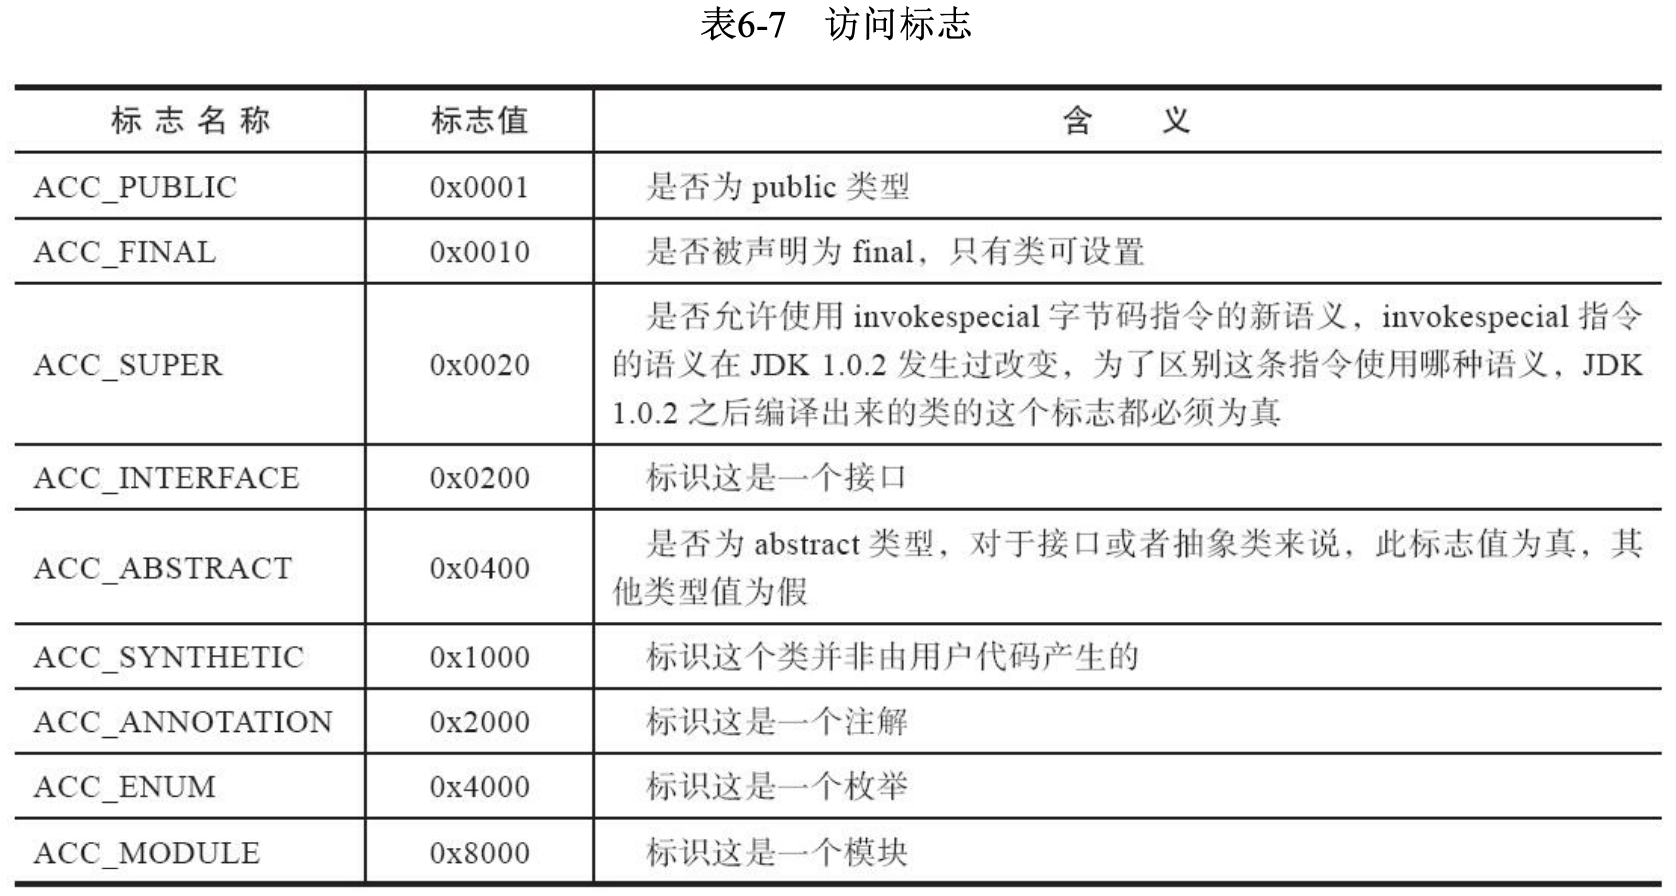 表6-7 访问标志
标志名称 标志值 含 义
ACC_PUBLIC 0x0001 是否为 public 类型
ACC_FINAL 0x0010 是否被声明为 final，只有类可设置
ACC_SUPER 0x0020 是否允许使用 invokespecial 字节码指令的新语义，invokespecial 指令
的语义在 JDK 1.0.2 发生过改变，为了区别这条指令使用哪种语义，JDK
1.0.2 之后编译出来的类的这个标志都必须为真
ACC_INTERFACE 0x0200 标识这是一个接口
ACC_ABSTRACT 0x0400 是否为 abstract 类型，对于接口或者抽象类来说，此标志值为真，其
他类型值为假
ACC_SYNTHETIC 0x1000 标识这个类并非由用户代码产生的
ACC_ANNOTATION 0x2000 标识这是一个注解
ACC_ENUM 0x4000 标识这是一个枚举
ACC_MODULE 0x8000 标识这是一个模块